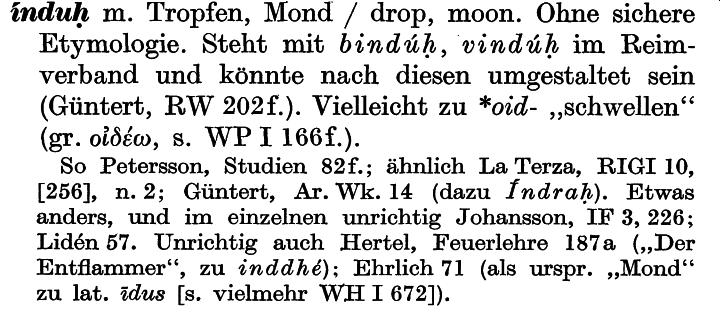 índuḥ m. Tropfen, Mond / drop, moon. Ohne sichere
Etymologie. Steht mit bindúḥ, vindúḥ im Reim-
verband und könnte nach diesen umgestaltet sein
(Güntert, RW 202f.). Vielleicht zu *oid- „schwellen“
(gr. οἰδέω, s. WP I 166f.).
So Petersson, Studien 82f.; ähnlich La Terza, RIGI 10,
[256], n. 2; Güntert, Ar. Wk. 14 (dazu Índraḥ). Etwas
anders, und im einzelnen unrichtig Johansson, IF 3, 226;
Lidén 57. Unrichtig auch Hertel, Feuerlehre 187a („Der
Entflammer“, zu inddhé); Ehrlich 71 (als urspr. „Mond“
zu lat. īdus [s. vielmehr WH I 672]).